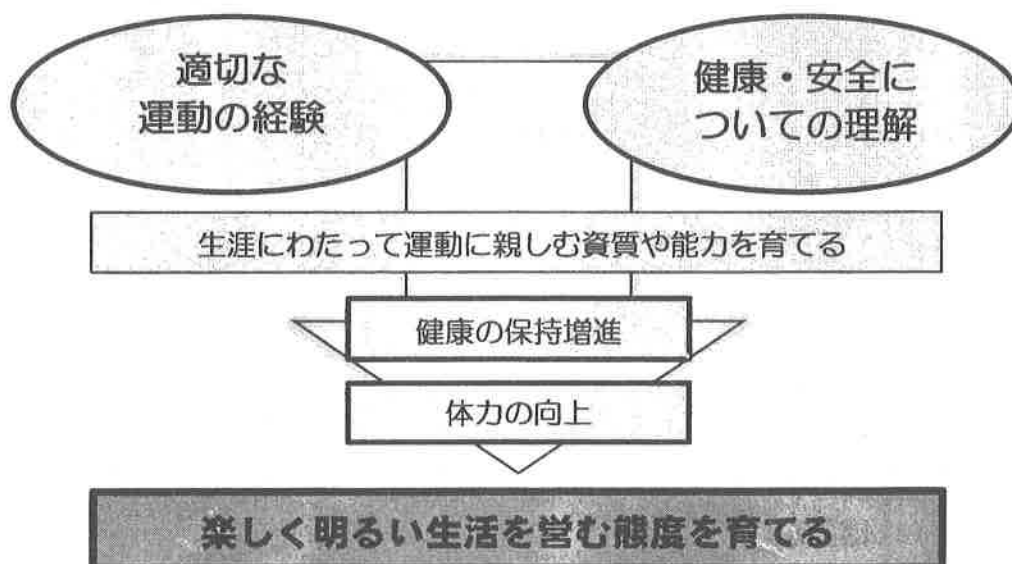 適切な
運動の経験
健康・安全に
ついての理解
生涯にわたって運動に親しむ資質や能力を育てる
健康の保持増進
体力の向上
楽しく明るい生活を営む態度を育てる